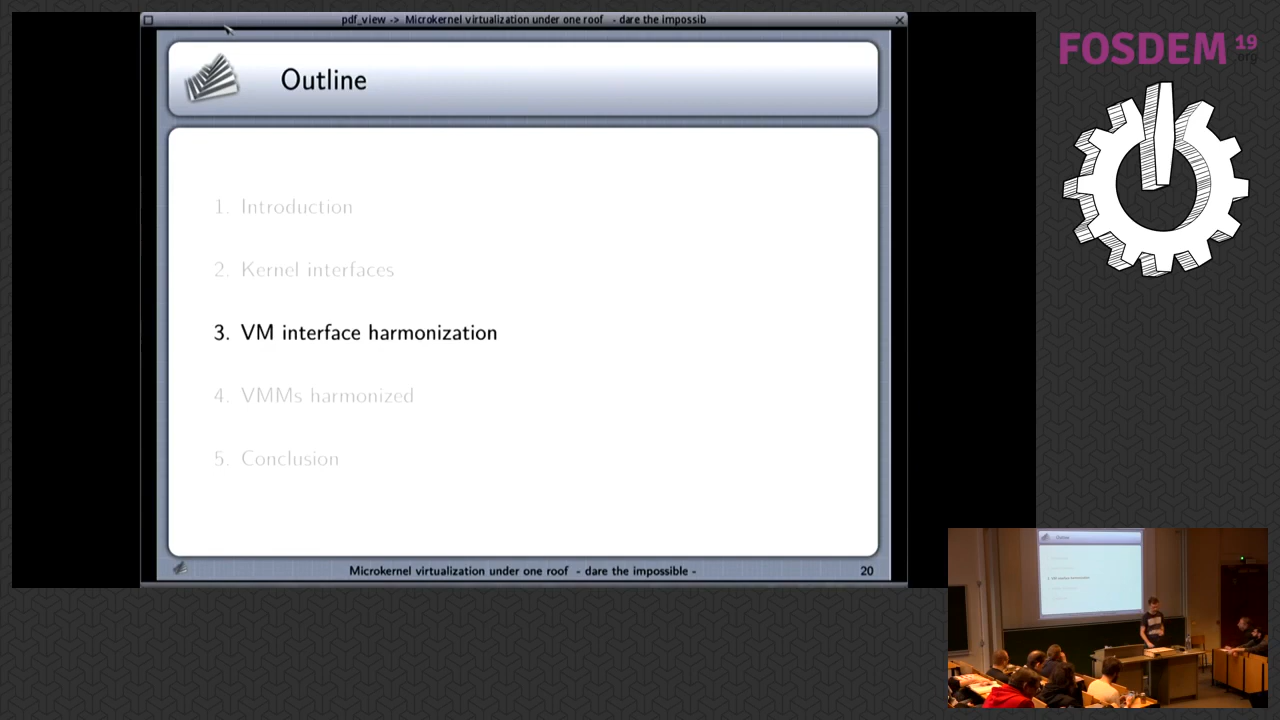 pdf_view -> Microkernel virtualization under one roof - dare the impossib
FOSDEM 19
.org
Outline
1. Introduction
2. Kernel interfaces
3. VM interface harmonization
4. VMMs harmonized
5. Conclusion
Microkernel virtualization under one roof - dare the impossible -
20
Outline